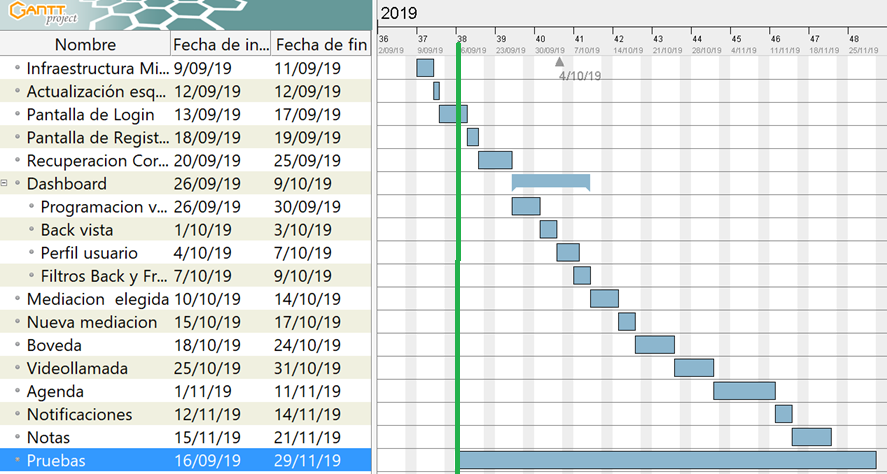 GANTT
project
2019
Nombre Fecha de in... Fecha de fin
36 37 38 39 40 41 42 43 44 45 46 47 48
2/09/19 9/09/19 6/09/19 23/09/19 30/09/19 7/10/19 14/10/19 21/10/19 28/10/19 4/11/19 11/11/19 18/11/19 25/11/19
4/10/19
Infraestructura Mi... 9/09/19 11/09/19
Actualización esq... 12/09/19 12/09/19
Pantalla de Login 13/09/19 17/09/19
Pantalla de Regist... 18/09/19 19/09/19
Recuperacion Cor... 20/09/19 25/09/19
Dashboard 26/09/19 9/10/19
Programacion v... 26/09/19 30/09/19
Back vista 1/10/19 3/10/19
Perfil usuario 4/10/19 7/10/19
Filtros Back y Fr... 7/10/19 9/10/19
Mediacion elegida 10/10/19 14/10/19
Nueva mediacion 15/10/19 17/10/19
Boveda 18/10/19 24/10/19
Videollamada 25/10/19 31/10/19
Agenda 1/11/19 11/11/19
Notificaciones 12/11/19 14/11/19
Notas 15/11/19 21/11/19
Pruebas 16/09/19 29/11/19